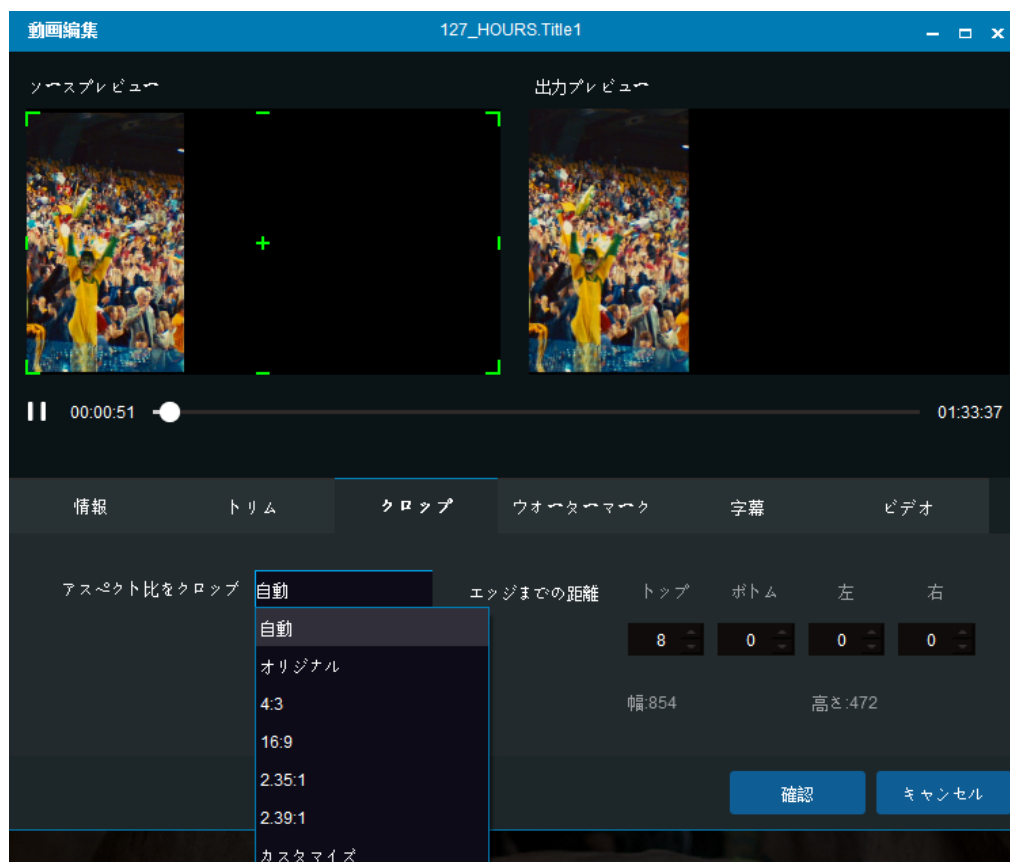 動画編集 127_HOURS.Title1
ソースプレビュー 出力プレビュー
00:00:51 01:33:37
情報 トリム クロップ ウオーターマーク 字幕 ビデオ
アスペクト比をクロップ 自動 エッジまでの距離 トップ ボトム 左 右
自動
8 0 0 0
オリジナル
4:3 幅:854 高さ:472
16:9
2.35:1
確認 キャンセル
2.39:1
カスタマイズ